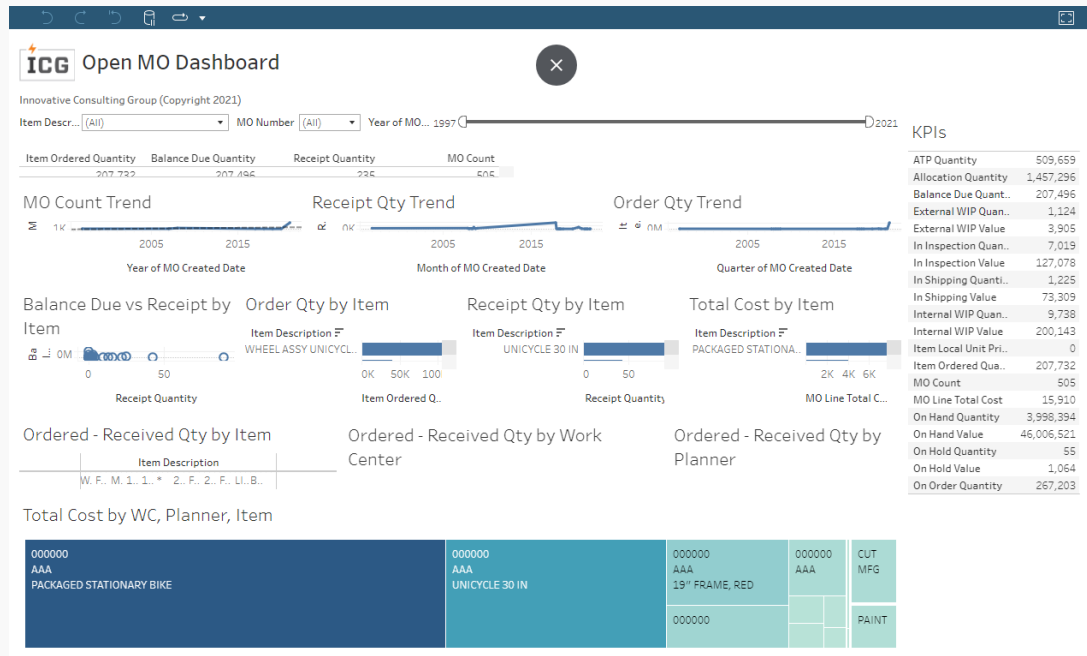 ICG Open MO Dashboard
Innovative Consulting Group (Copyright 2021)
Item Descr... (All) MO Number (All) Year of MO... 1997 2021
Item Ordered Quantity Balance Due Quantity Receipt Quantity MO Count
207,732 207,496 235 505
MO Count Trend Receipt Qty Trend Order Qty Trend
M 1K R. 0K 0M
2005 2015 2005 2015 2005 2015
Year of MO Created Date Month of MO Created Date Quarter of MO Created Date
Balance Due vs Receipt by Item
Ba L.. 0M
0 50
Receipt Quantity
Order Qty by Item
Item Description
WHEEL ASSY UNICYCL..
0K 50K 100
Item Ordered Q..
Receipt Qty by Item
Item Description
UNICYCLE 30 IN
0 50
Receipt Quantity
Total Cost by Item
Item Description
PACKAGED STATIONA..
2K 4K 6K
MO Line Total C...
Ordered - Received Qty by Item
Item Description
W. F.. M. 1.. 1.. * 2.. F.. 2.. F.. LI..B..
Ordered - Received Qty by Work
Center
Ordered - Received Qty by
Planner
Total Cost by WC, Planner, Item
000000
AAA
PACKAGED STATIONARY BIKE
000000
AAA
UNICYCLE 30 IN
000000
AAA
19" FRAME, RED
000000
000000
AAA
CUT
MFG
PAINT
KPIs
ATP Quantity 509,659
Allocation Quantity 1,457,296
Balance Due Quant.. 207,496
External WIP Quan.. 1,124
External WIP Value 3,905
In Inspection Quan.. 7,019
In Inspection Value 127,078
In Shipping Quanti.. 1,225
In Shipping Value 73,309
Internal WIP Quan.. 9,738
Internal WIP Value 200,143
Item Local Unit Pri.. 0
Item Ordered Qua.. 207,732
MO Count 505
MO Line Total Cost 15,910
On Hand Quantity 3,998,394
On Hand Value 46,006,521
On Hold Quantity 55
On Hold Value 1,064
On Order Quantity 267,203